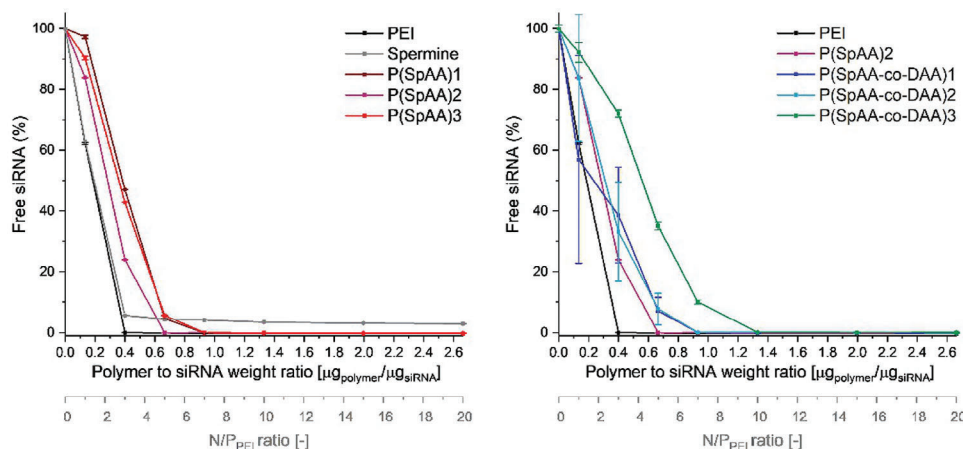 100
80
60
40
20
0
Free siRNA (%)
PEI
Spermine
P(SpAA)1
P(SpAA)2
P(SpAA)3
0.0 0.2 0.4 0.6 0.8 1.0 1.2 1.4 1.6 1.8 2.0 2.2 2.4 2.6
Polymer to siRNA weight ratio [µgpolymer/µgsiRNA]
0 2 4 5 6 8 10 12 14 15 16 18 20
N/PPEI ratio [-]
100
80
60
40
20
0
Free siRNA (%)
PEI
P(SpAA)2
P(SpAA-co-DAA)1
P(SpAA-co-DAA)2
P(SpAA-co-DAA)3
0.0 0.2 0.4 0.6 0.8 1.0 1.2 1.4 1.6 1.8 2.0 2.2 2.4 2.6
Polymer to siRNA weight ratio [µgpolymer/µgsiRNA]
0 2 4 5 6 8 10 12 14 15 16 18 20
N/PPEI ratio [-]